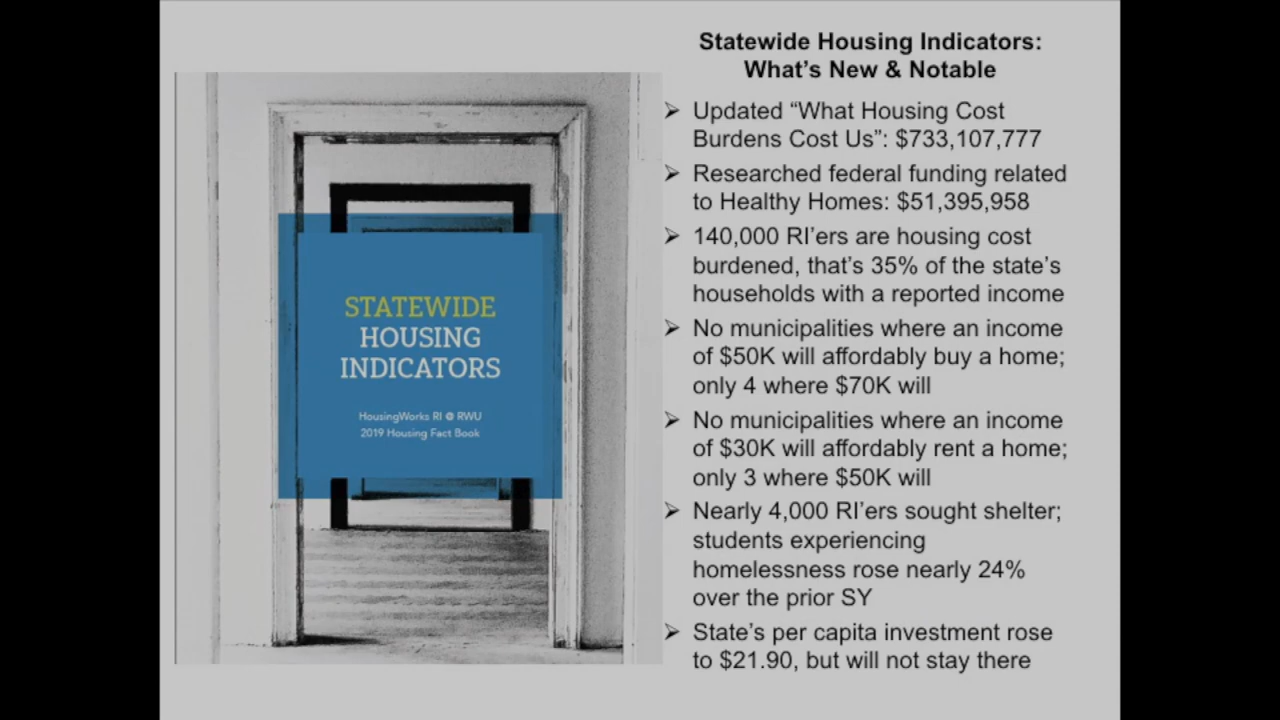 Statewide Housing Indicators:
What's New & Notable
STATEWIDE
HOUSING
INDICATORS
HousingWorks RI @ RWU
2019 Housing Fact Book
➢ Updated “What Housing Cost
Burdens Cost Us”: $733,107,777
➢ Researched federal funding related
to Healthy Homes: $51,395,958
➢ 140,000 RI’ers are housing cost
burdened, that’s 35% of the state’s
households with a reported income
➢ No municipalities where an income
of $50K will affordably buy a home;
only 4 where $70K will
➢ No municipalities where an income
of $30K will affordably rent a home;
only 3 where $50K will
➢ Nearly 4,000 RI’ers sought shelter;
students experiencing
homelessness rose nearly 24%
over the prior SY
➢ State’s per capita investment rose
to $21.90, but will not stay there